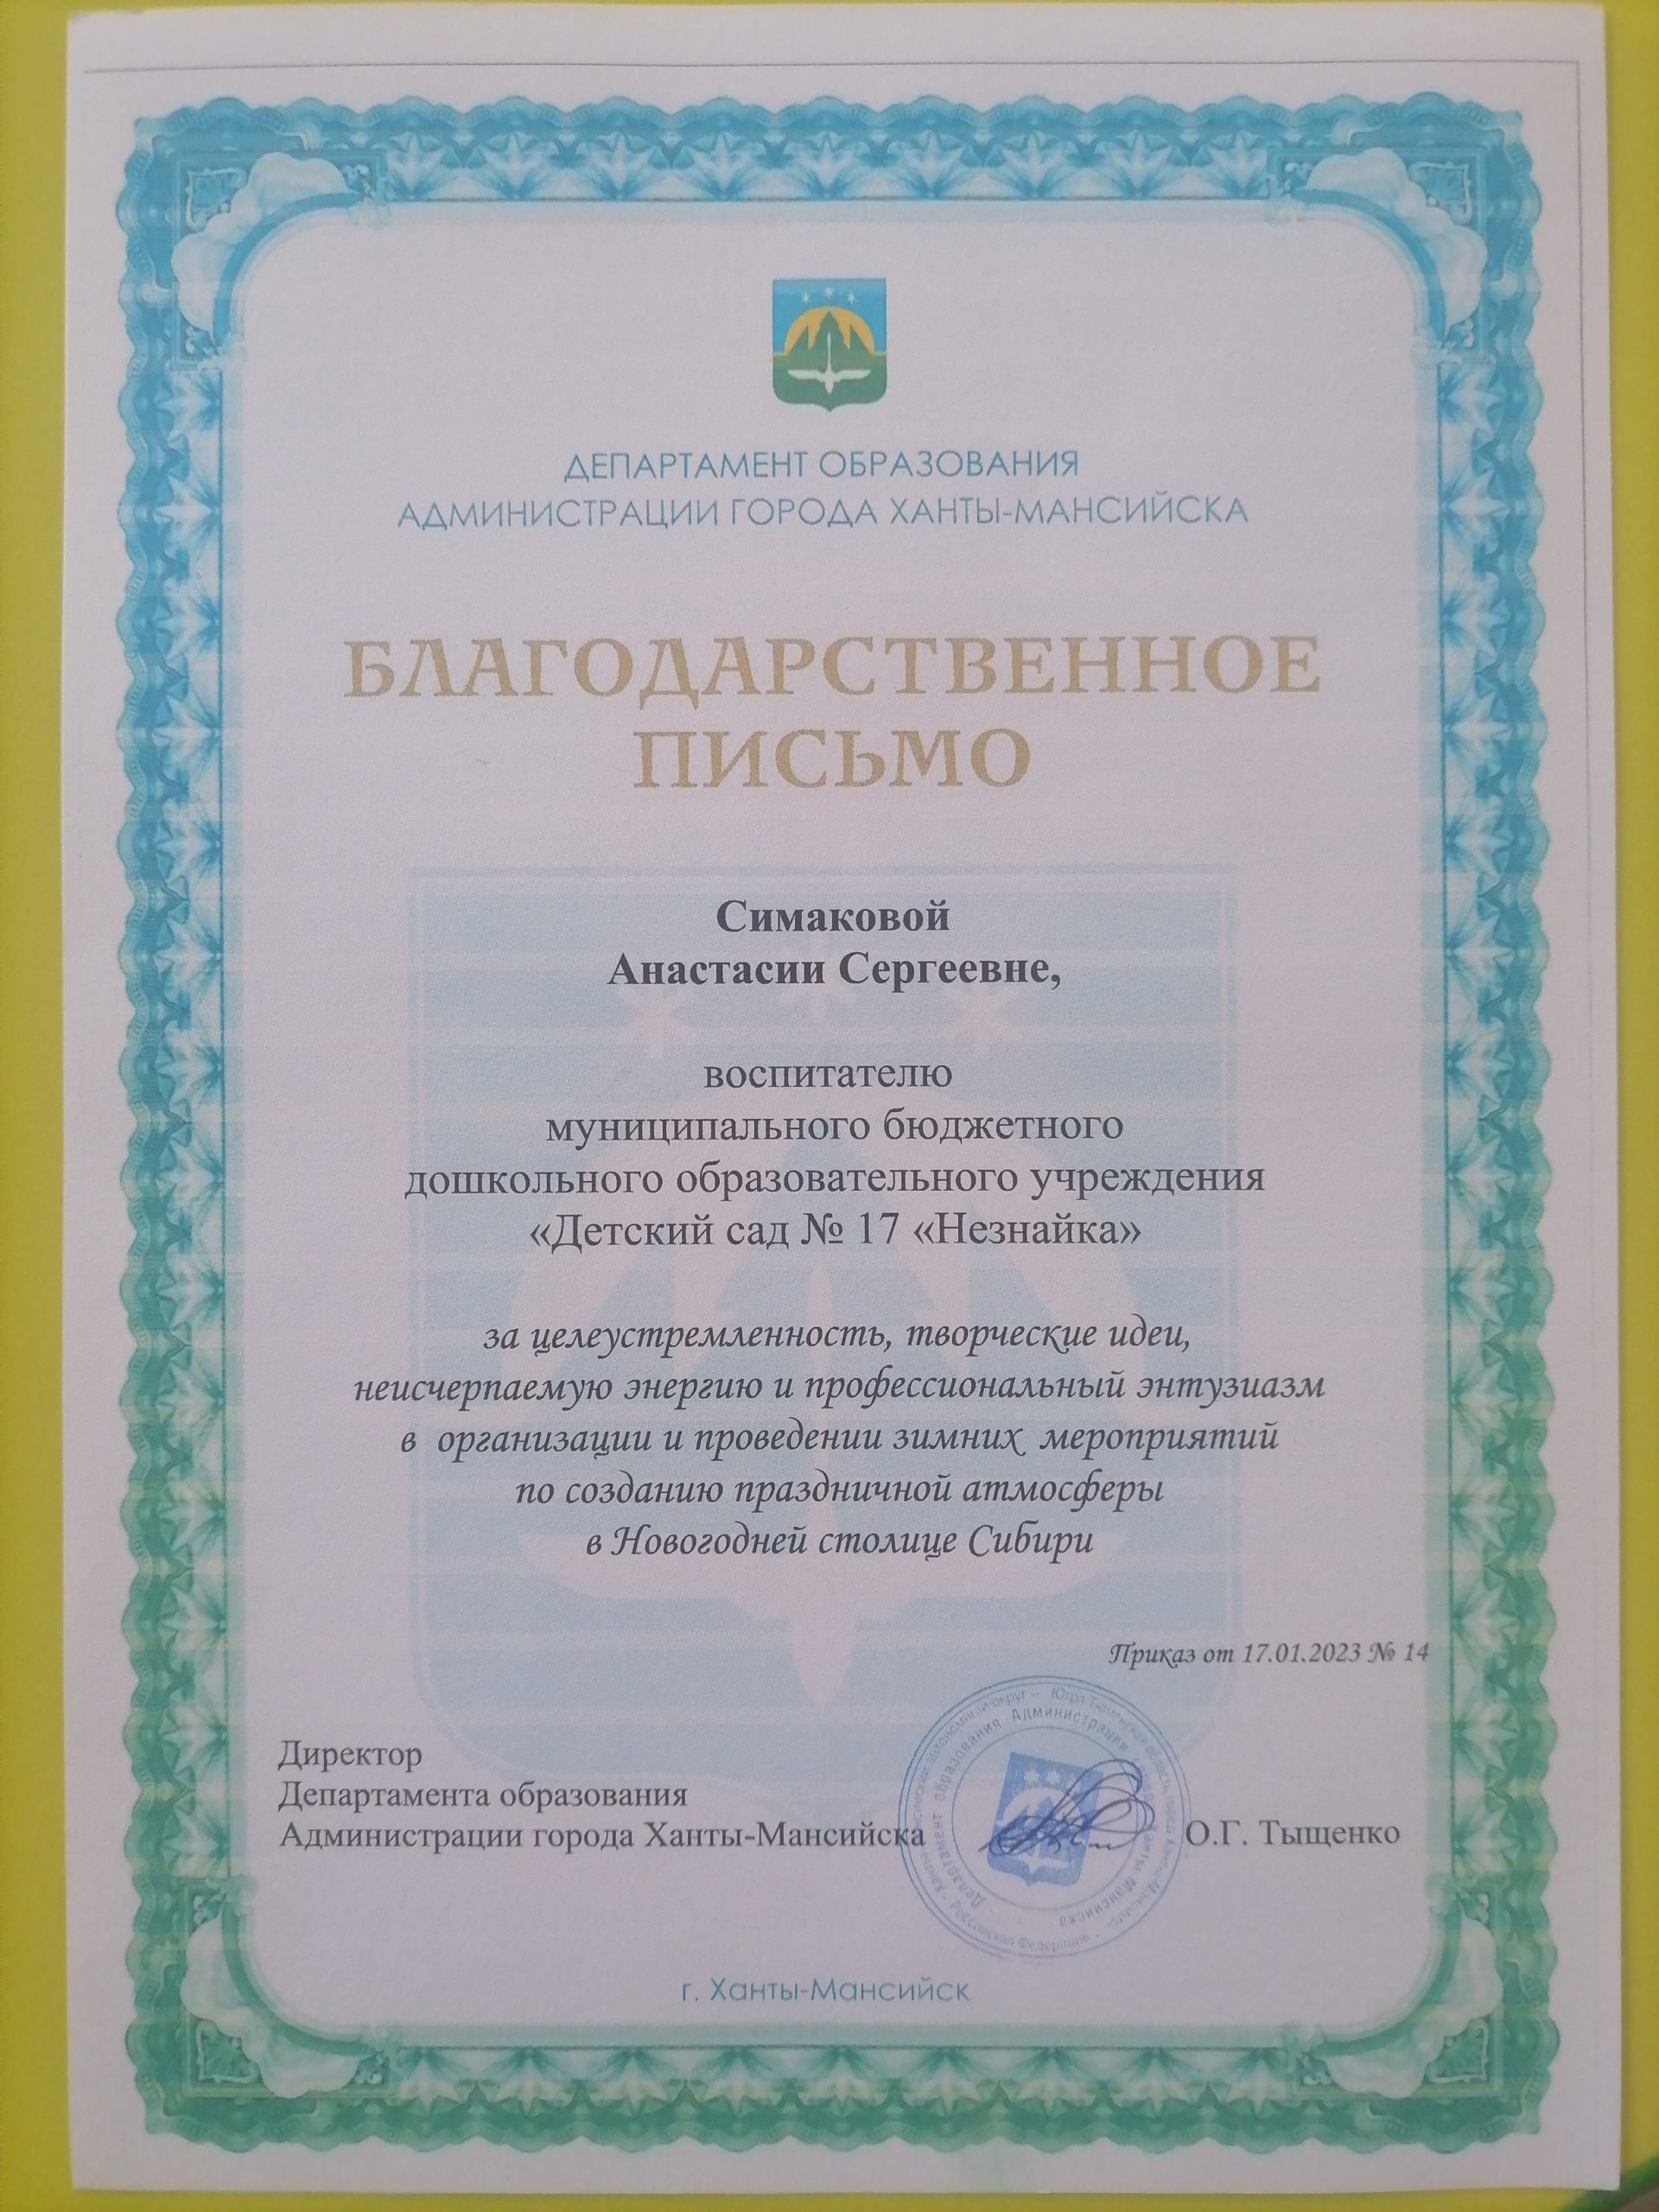 ДЕПАРТАМЕНТ ОБРАЗОВАНИЯ
АДМИНИСТРАЦИИ ГОРОДА ХАНТЫ-МАНСИЙСКА
БЛАГОДАРСТВЕННОЕ
ПИСЬМО
Симаковой
Анастасии Сергеевне,
воспитателю
муниципального бюджетного
дошкольного образовательного учреждения
«Детский сад № 17 «Незнайка»
за целеустремленность, творческие идеи,
неисчерпаемую энергию и профессиональный энтузиазм
в организации и проведении зимних мероприятий
по созданию праздничной атмосферы
в Новогодней столице Сибири
Приказ от 17.01.2023 № 14
Директор
Департамента образования
Администрации города Ханты-Мансийска О.Г. Тыщенко
Департамент образования Администрации
г. Ханты-Мансийск